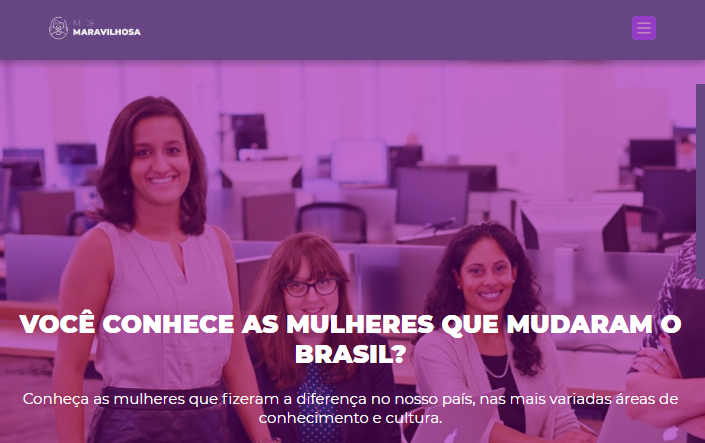 M DE
MARAVILHOSA
VOCÊ CONHECE AS MULHERES QUE MUDARAM O
BRASIL?
Conheça as mulheres que fizeram a diferença no nosso país, nas mais variadas áreas de
conhecimento e cultura.